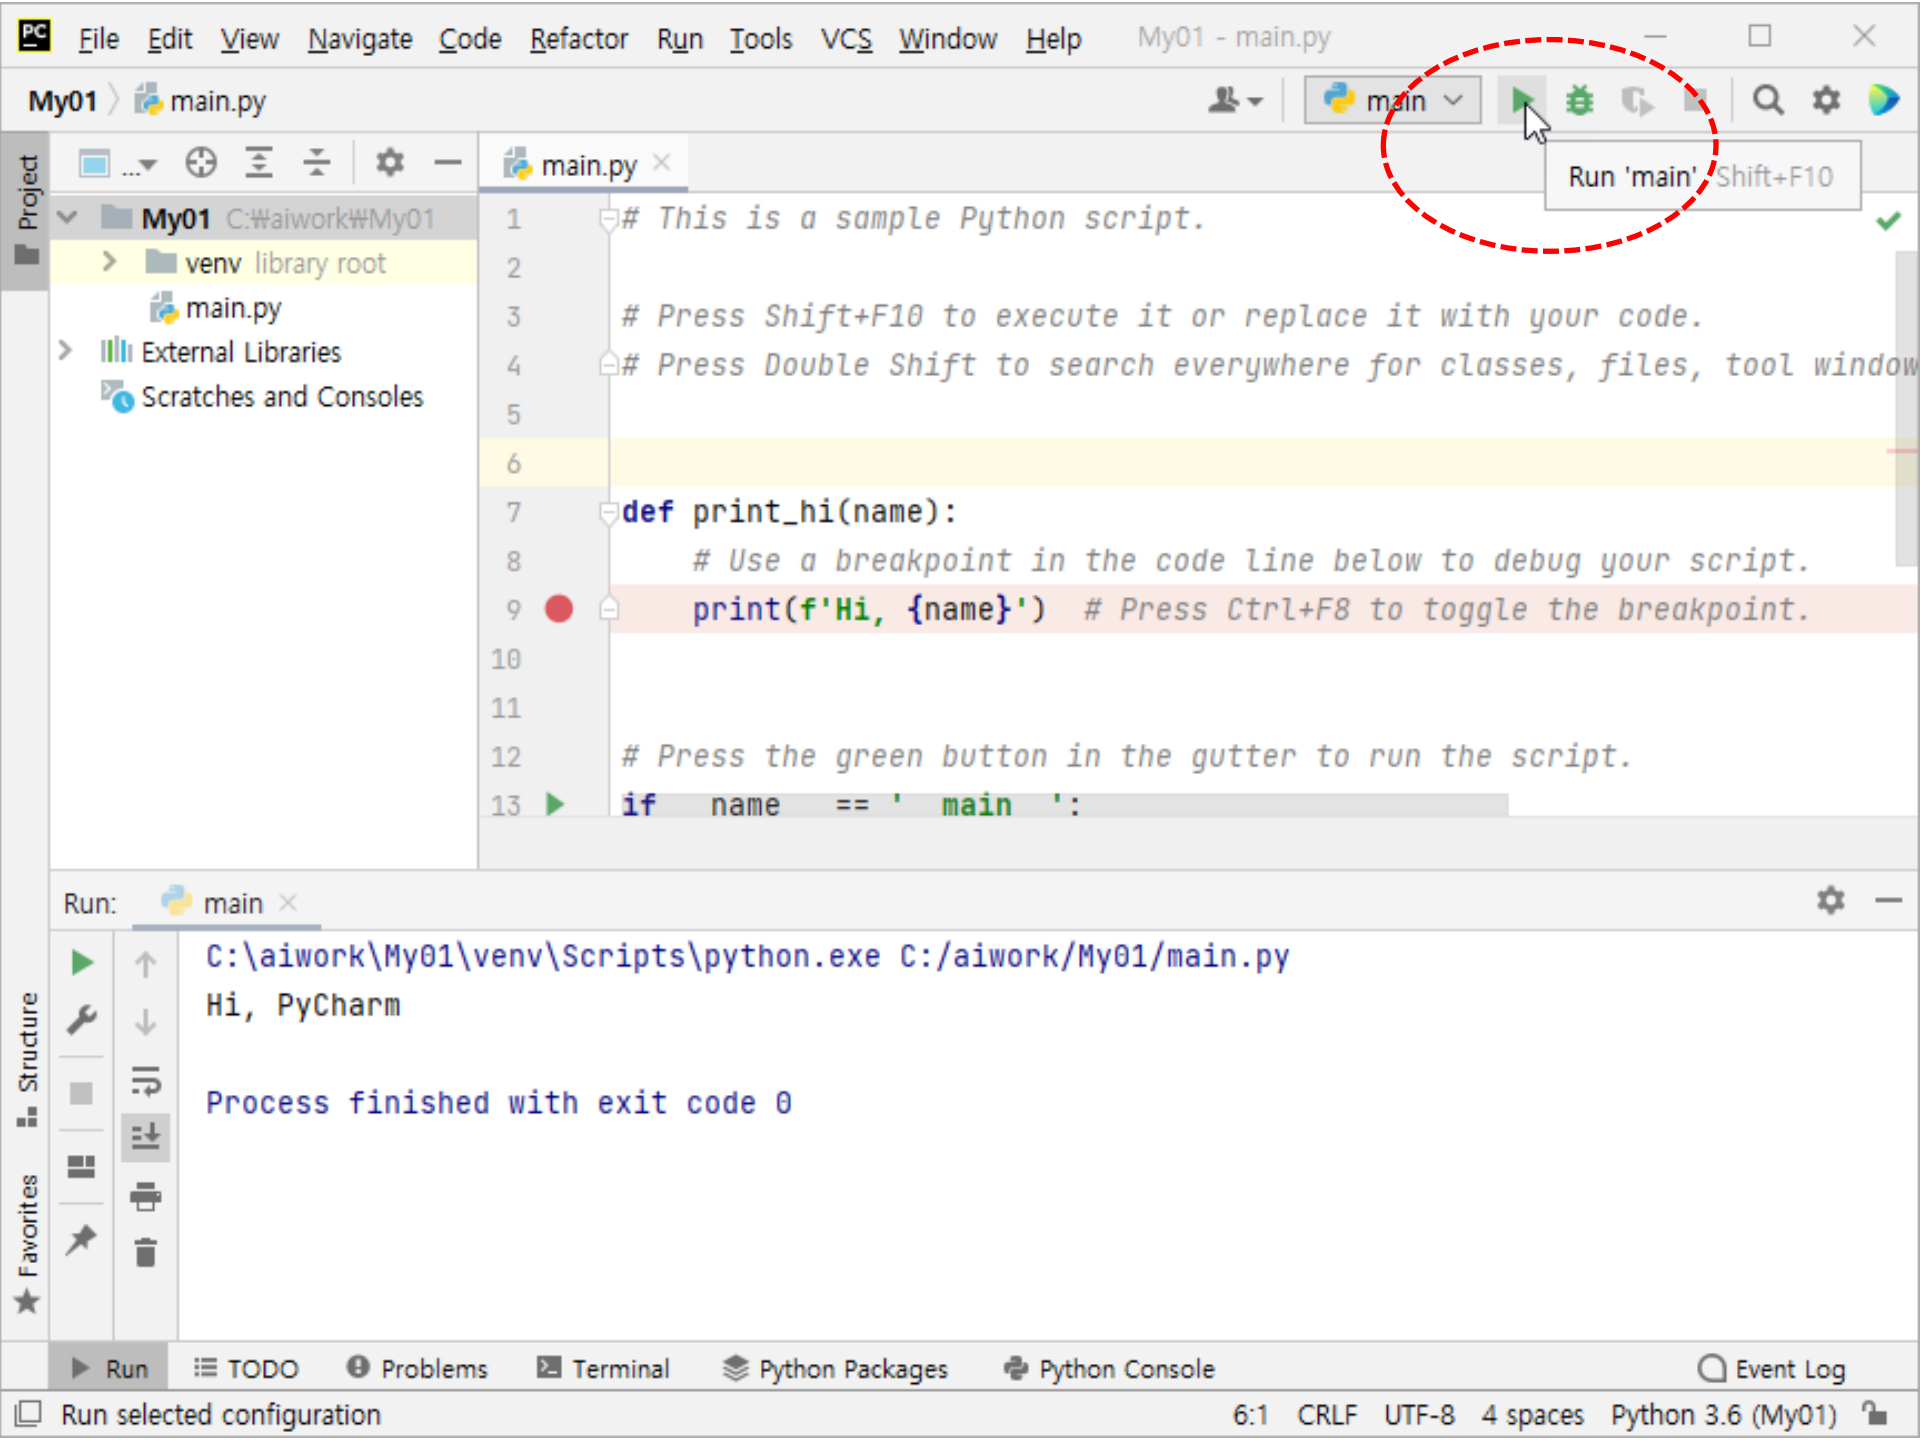 PC File Edit View Navigate Code Refactor Run Tools VCS Window Help My01 - main.py
My01 main.py main
Run 'main' Shift+F10
Project ... main.py
My01 C:₩aiwork₩My01
venv library root
main.py
External Libraries
Scratches and Consoles
1 # This is a sample Python script.
2
3 # Press Shift+F10 to execute it or replace it with your code.
4 # Press Double Shift to search everywhere for classes, files, tool window
5
6
7 def print_hi(name):
8 # Use a breakpoint in the code line below to debug your script.
9 print(f'Hi, {name}') # Press Ctrl+F8 to toggle the breakpoint.
10
11
12 # Press the green button in the gutter to run the script.
13 if name == ' main ':
Run: main
C:\aiwork\My01\venv\Scripts\python.exe C:/aiwork/My01/main.py
Hi, PyCharm
Process finished with exit code 0
Structure
Favorites
Run TODO Problems Terminal Python Packages Python Console Event Log
Run selected configuration 6:1 CRLF UTF-8 4 spaces Python 3.6 (My01)